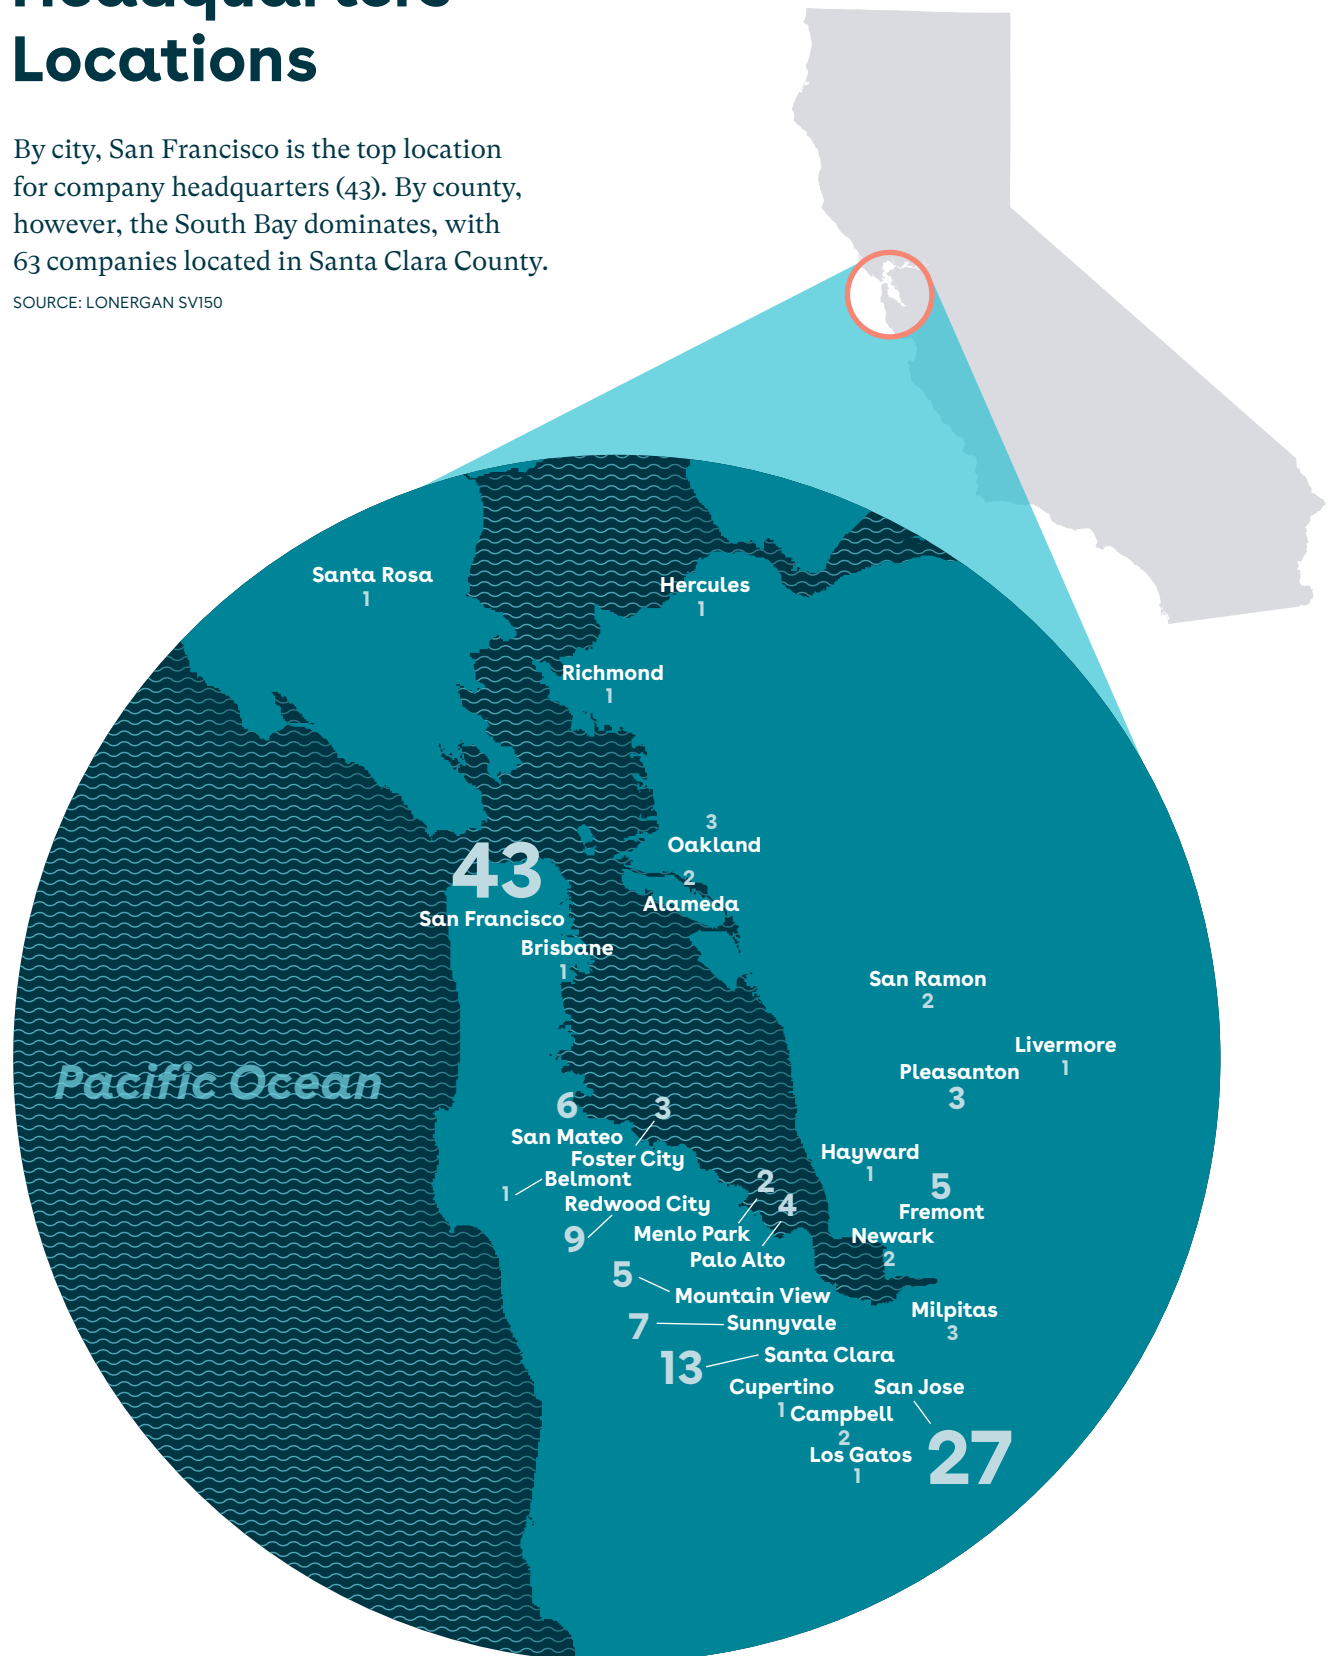 Headquarters
Locations
By city, San Francisco is the top location
for company headquarters (43). By county,
however, the South Bay dominates, with
63 companies located in Santa Clara County.
SOURCE: LONERGAN SV150
Santa Rosa
1
Hercules
1
Richmond
1
3
Oakland
2
Alameda
43
San Francisco
Brisbane
1
San Ramon
2
Livermore
1
Pleasanton
3
Pacific Ocean
6
San Mateo
3
Foster City
1
Belmont
Redwood City
9
2
Menlo Park
4
Palo Alto
Hayward
1
5
Fremont
Newark
2
5
Mountain View
7
Sunnyvale
Milpitas
3
13
Santa Clara
Cupertino
1
San Jose
27
Campbell
2
Los Gatos
1